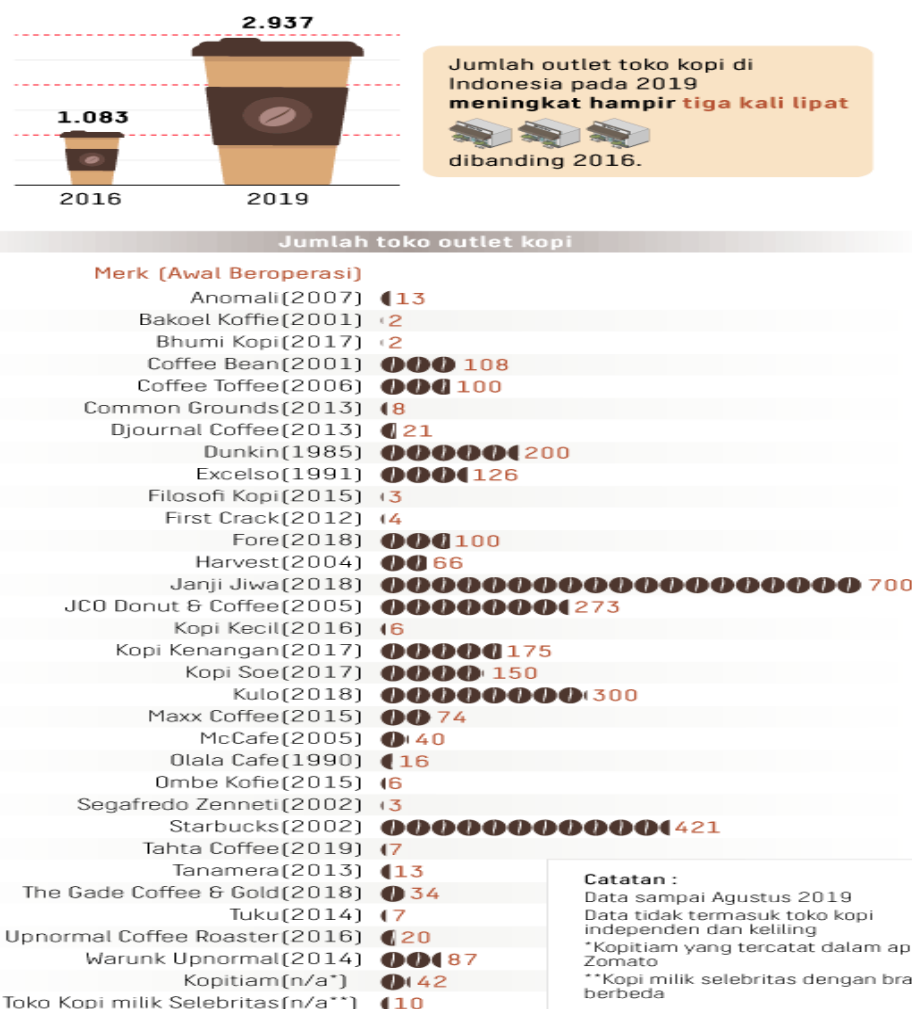 2.937
1.083
2016
2019
Jumlah outlet toko kopi di
Indonesia pada 2019
meningkat hampir tiga kali lipat
dibanding 2016.
Jumlah toko outlet kopi
Merk (Awal Beroperasi)
Anomali(2007) 13
Bakoel Koffie(2001) 2
Bhumi Kopi(2017) 2
Coffee Bean(2001) 108
Coffee Toffee(2006) 100
Common Grounds(2013) 8
Djournal Coffee(2013) 21
Dunkin(1985) 200
Excelso(1991) 126
Filosofi Kopi(2015) 3
First Crack(2012) 4
Fore(2018) 100
Harvest(2004) 66
Janji Jiwa(2018) 700
JCO Donut & Coffee(2005) 273
Kopi Kecil(2016) 6
Kopi Kenangan(2017) 175
Kopi Soe(2017) 150
Kulo(2018) 300
Maxx Coffee(2015) 74
McCafe(2005) 40
Olala Cafe(1990) 16
Ombe Kofie(2015) 6
Segafredo Zenneti(2002) 3
Starbucks(2002) 421
Tahta Coffee(2019) 7
Tanamera(2013) 13
The Gade Coffee & Gold(2018) 34
Tuku(2014) 7
Upnormal Coffee Roaster(2016) 20
Warunk Upnormal(2014) 87
Kopitiam(n/a*) 42
Toko Kopi milik Selebritas(n/a**) 10
Catatan :
Data sampai Agustus 2019
Data tidak termasuk toko kopi
independen dan keliling
*Kopitiam yang tercatat dalam ap
Zomato
**Kopi milik selebritas dengan bra
berbeda